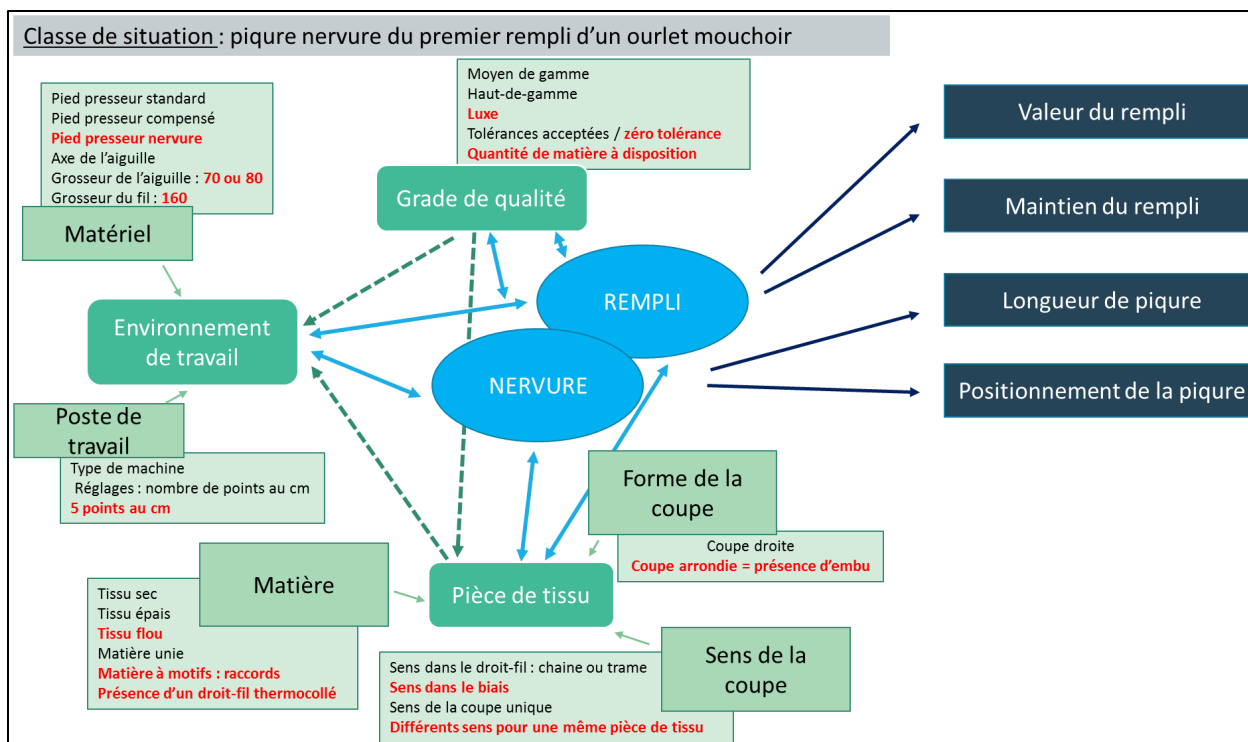 Classe de situation : piqure nervure du premier rempli d'un ourlet mouchoir
Pied presseur standard
Pied presseur compensé
Pied presseur nervure
Axe de l'aiguille
Grosseur de l'aiguille : 70 ou 80
Grosseur du fil : 160
Matériel
Moyen de gamme
Haut-de-gamme
Luxe
Tolérances acceptées / zéro tolérance
Quantité de matière à disposition
Grade de qualité
Valeur du rempli
Maintien du rempli
Longueur de piqure
Positionnement de la piqure
REMPLI
NERVURE
Environnement
de travail
Poste de
travail
Type de machine
Réglages : nombre de points au cm
5 points au cm
Forme de la
coupe
Coupe droite
Coupe arrondie = présence d'embu
Matière
Tissu sec
Tissu épais
Tissu flou
Matière unie
Matière à motifs : raccords
Présence d'un droit-fil thermocollé
Pièce de tissu
Sens de la
coupe
Sens dans le droit-fil : chaine ou trame
Sens dans le biais
Sens de la coupe unique
Différents sens pour une même pièce de tissu